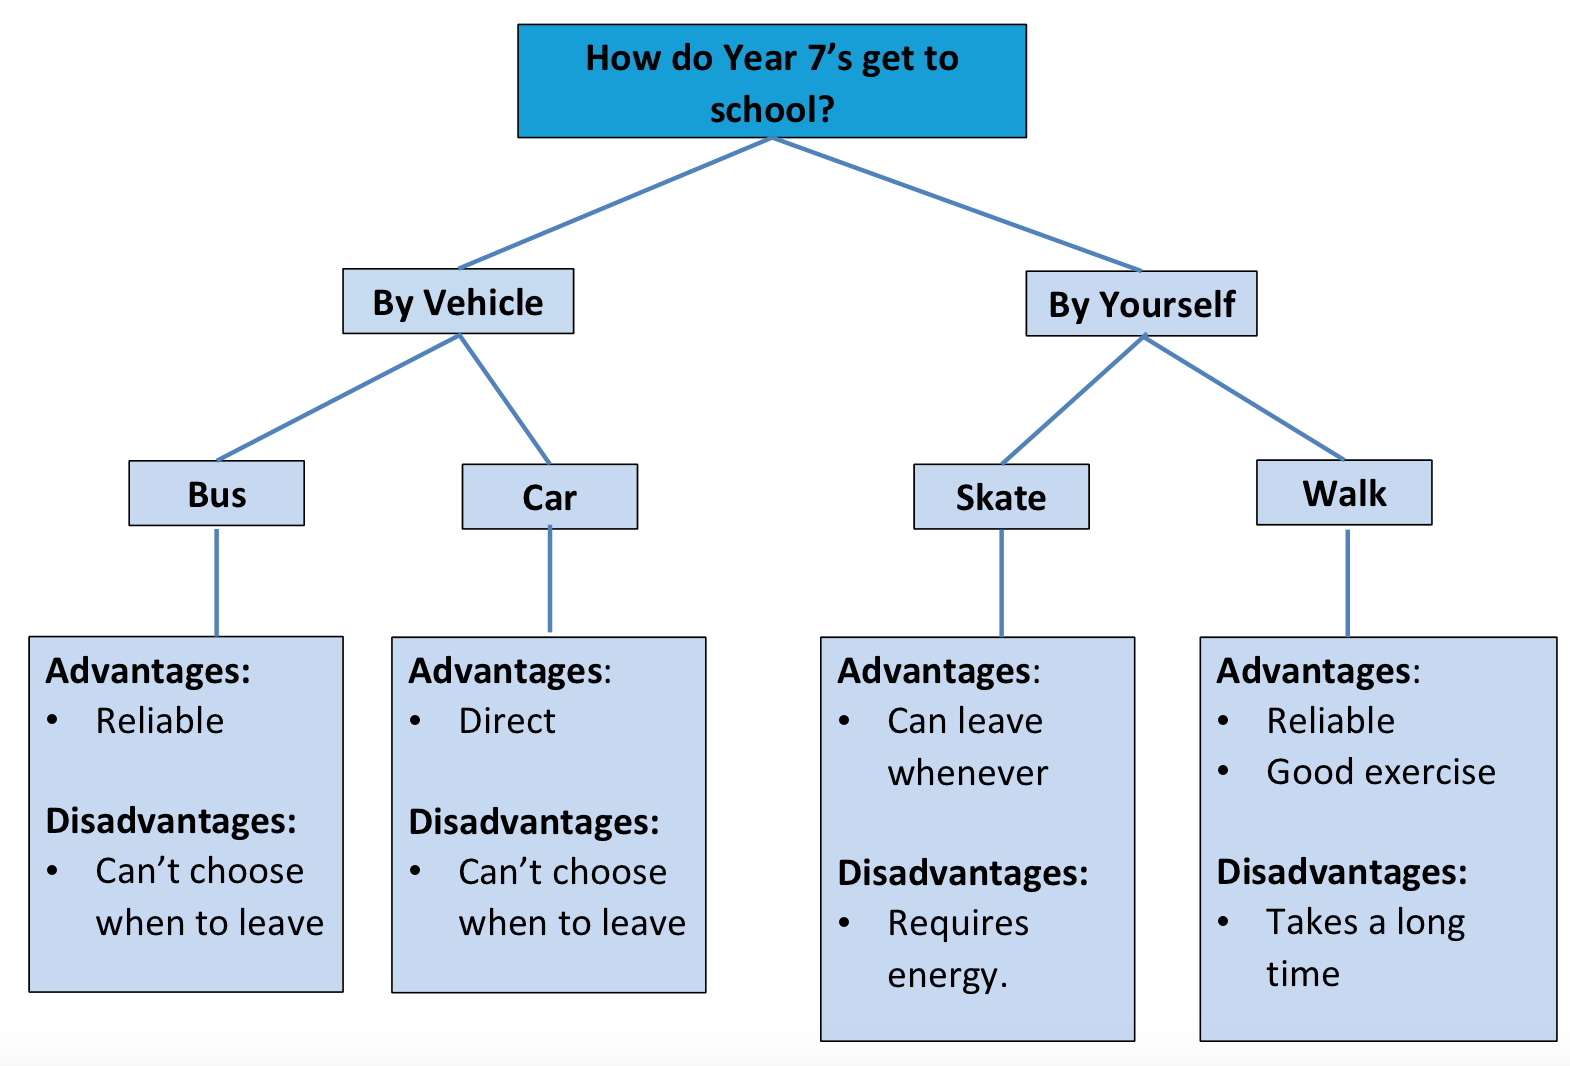 How do Year 7’s get to
school?
By Vehicle
By Yourself
Bus
Car
Skate
Walk
Advantages:
• Reliable
Disadvantages:
• Can’t choose
when to leave
Advantages:
• Direct
Disadvantages:
• Can’t choose
when to leave
Advantages:
• Can leave
whenever
Disadvantages:
• Requires
energy.
Advantages:
• Reliable
• Good exercise
Disadvantages:
• Takes a long
time